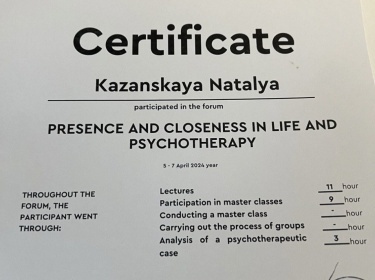 Certificate
Kazanskaya Natalya
participated in the forum
PRESENCE AND CLOSENESS IN LIFE AND
PSYCHOTHERAPY
5 - 7 April 2024 year
THROUGHOUT THE
FORUM, THE
PARTICIPANT WENT
THROUGH:
Lectures 11 hour
Participation in master classes 9 hour
Conducting a master class - hour
Carrying out the process of groups - hour
Analysis of a psychotherapeutic 3 hour
case